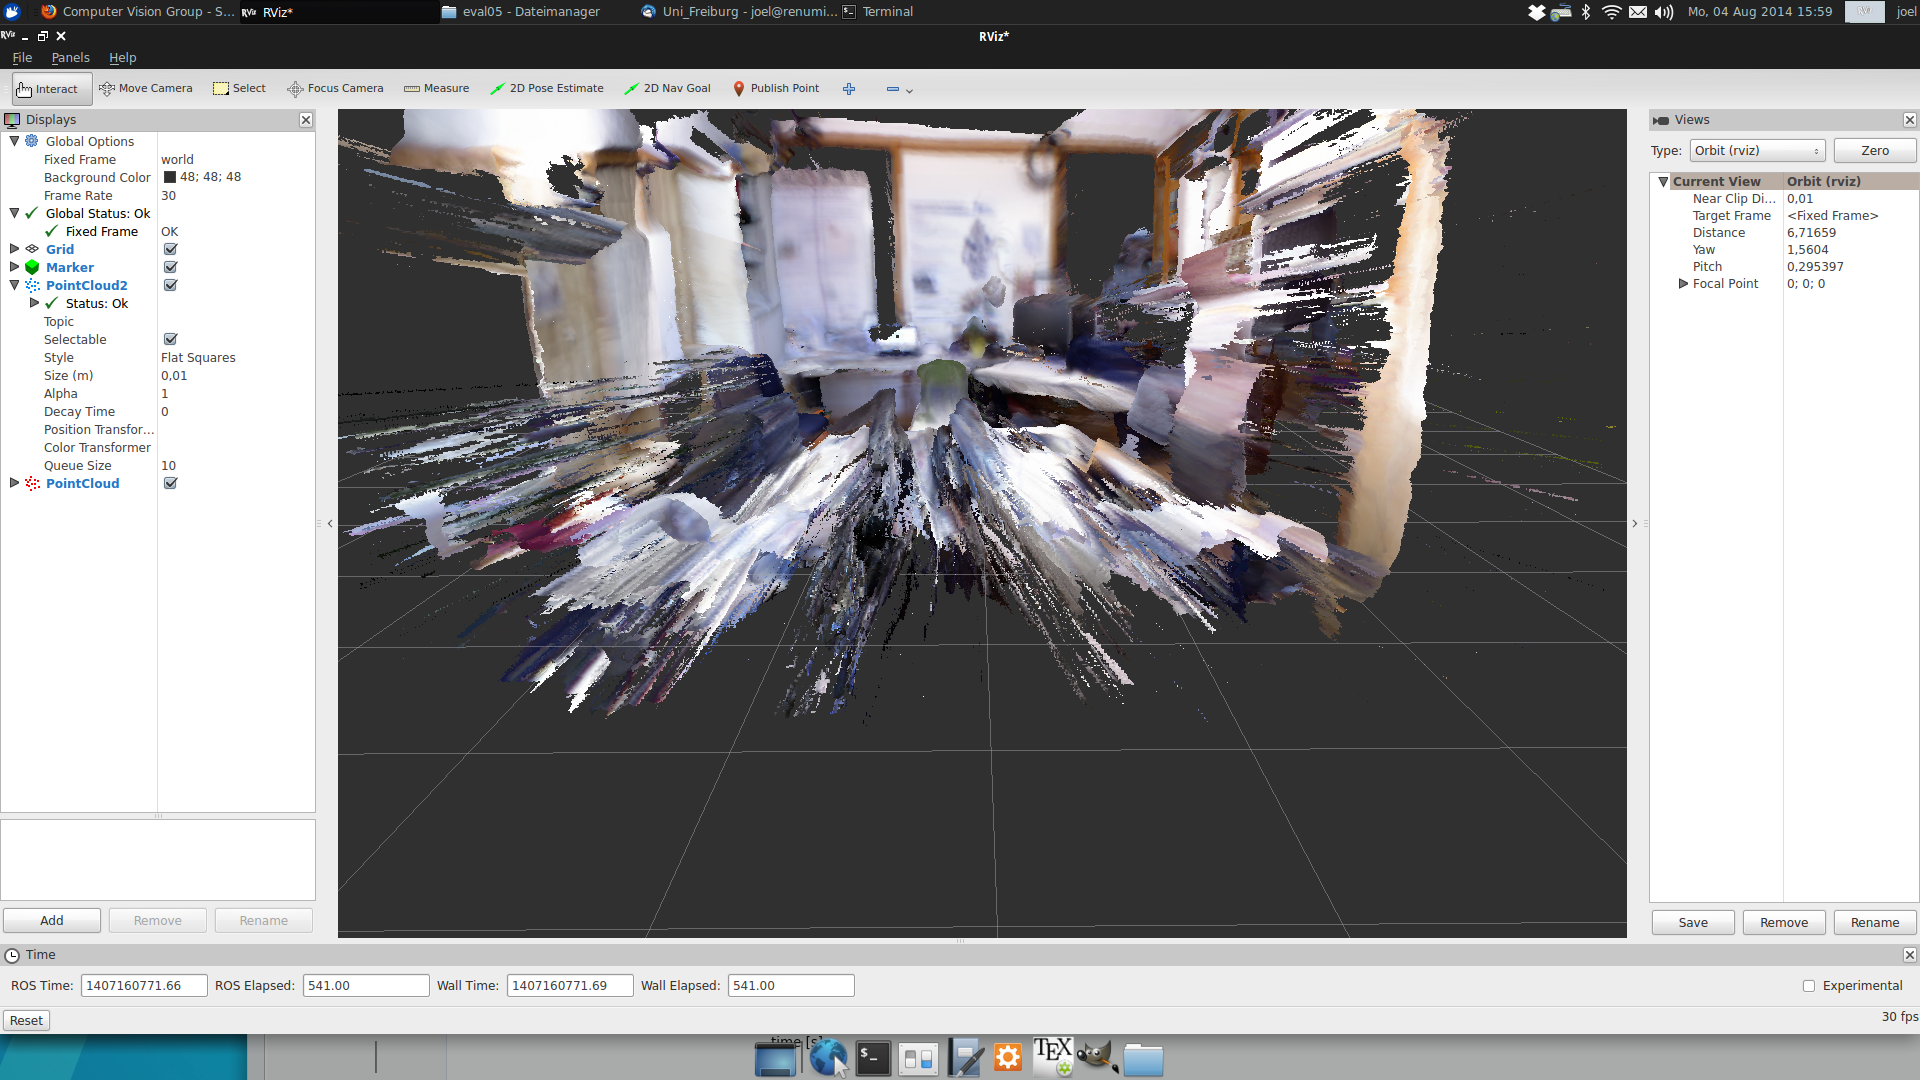 Computer Vision Group - S...
RViz*
eval05 - Dateimanager
Uni_Freiburg - joel@renumi...
Terminal
Mo, 04 Aug 2014 15:59
joel
RViz*
File Panels Help
Interact Move Camera Select Focus Camera Measure 2D Pose Estimate 2D Nav Goal Publish Point
Displays
Global Options
Fixed Frame world
Background Color 48; 48; 48
Frame Rate 30
Global Status: Ok
Fixed Frame OK
Grid
Marker
PointCloud2
Status: Ok
Topic
Selectable
Style Flat Squares
Size (m) 0,01
Alpha 1
Decay Time 0
Position Transfor...
Color Transformer
Queue Size 10
PointCloud
Add Remove Rename
Views
Type: Orbit (rviz) Zero
Current View Orbit (rviz)
Near Clip Di... 0,01
Target Frame <Fixed Frame>
Distance 6,71659
Yaw 1,5604
Pitch 0,295397
Focal Point 0; 0; 0
Save Remove Rename
Time
ROS Time: 1407160771.66 ROS Elapsed: 541.00 Wall Time: 1407160771.69 Wall Elapsed: 541.00 Experimental
Reset 30 fps
time [s]
TEX